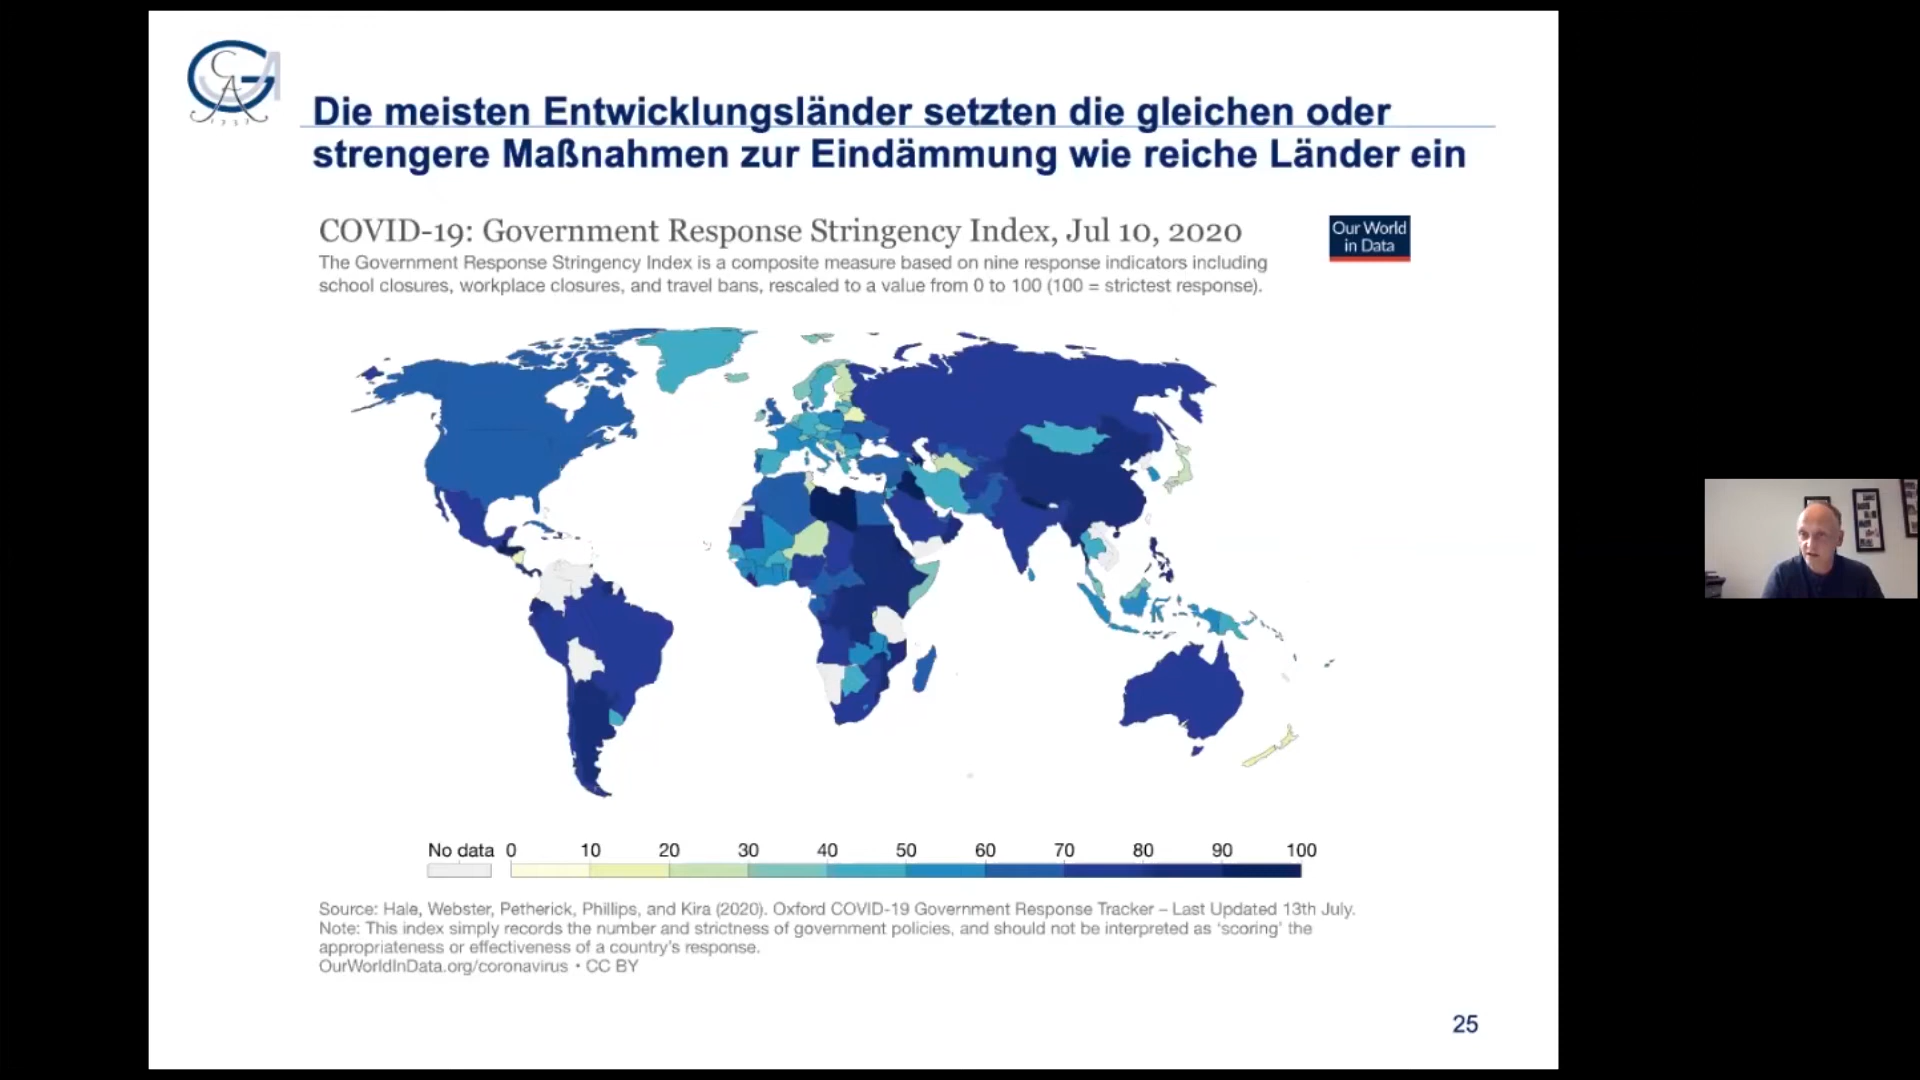 Die meisten Entwicklungsländer setzten die gleichen oder
strengere Maßnahmen zur Eindämmung wie reiche Länder ein
COVID-19: Government Response Stringency Index, Jul 10, 2020
Our World
in Data
The Government Response Stringency Index is a composite measure based on nine response indicators including
school closures, workplace closures, and travel bans, rescaled to a value from 0 to 100 (100 = strictest response).
No data 0 10 20 30 40 50 60 70 80 90 100
Source: Hale, Webster, Petherick, Phillips, and Kira (2020). Oxford COVID-19 Government Response Tracker – Last Updated 13th July.
Note: This index simply records the number and strictness of government policies, and should not be interpreted as ‘scoring’ the
appropriateness or effectiveness of a country's response.
OurWorldInData.org/coronavirus • CC BY
25